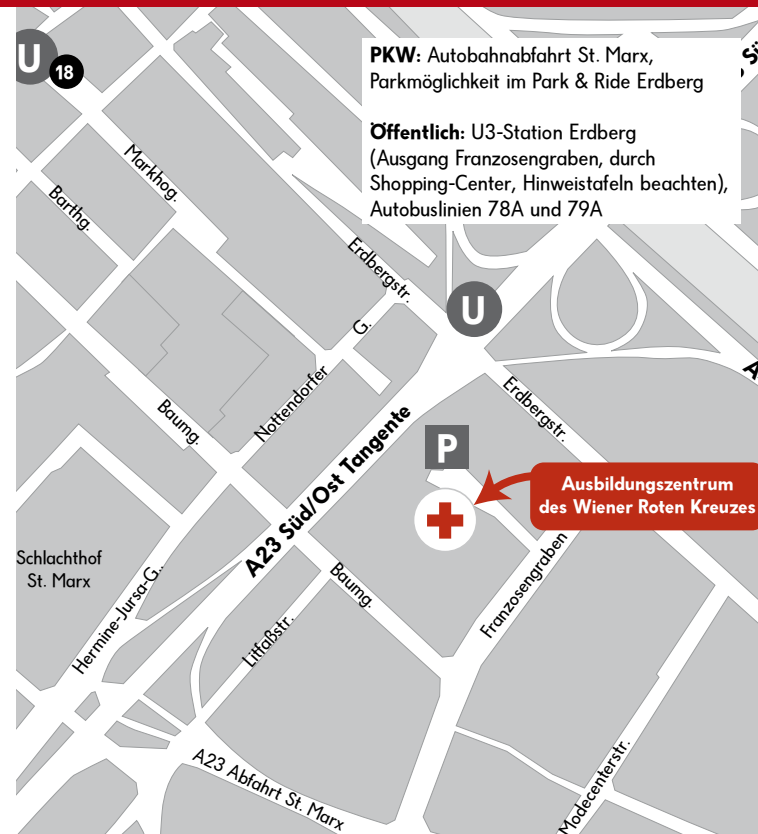 U
18
PKW: Autobahnabfahrt St. Marx,
Parkmöglichkeit im Park & Ride Erdberg
Öffentlich: U3-Station Erdberg
(Ausgang Franzosengraben, durch
Shopping-Center, Hinweistafeln beachten),
Autobuslinien 78A und 79A
Markhog.
Barthg.
Erdbergstr.
U
Nottendorfer G.
Baumg.
Erdbergstr.
A23 Süd/Ost Tangente
P
Ausbildungszentrum
des Wiener Roten Kreuzes
Schlachthof
St. Marx
Hermine-Jursa-G.
Baumg.
Franzosengraben
Litfaßstr.
A23 Abfahrt St. Marx
Modecenterstr.